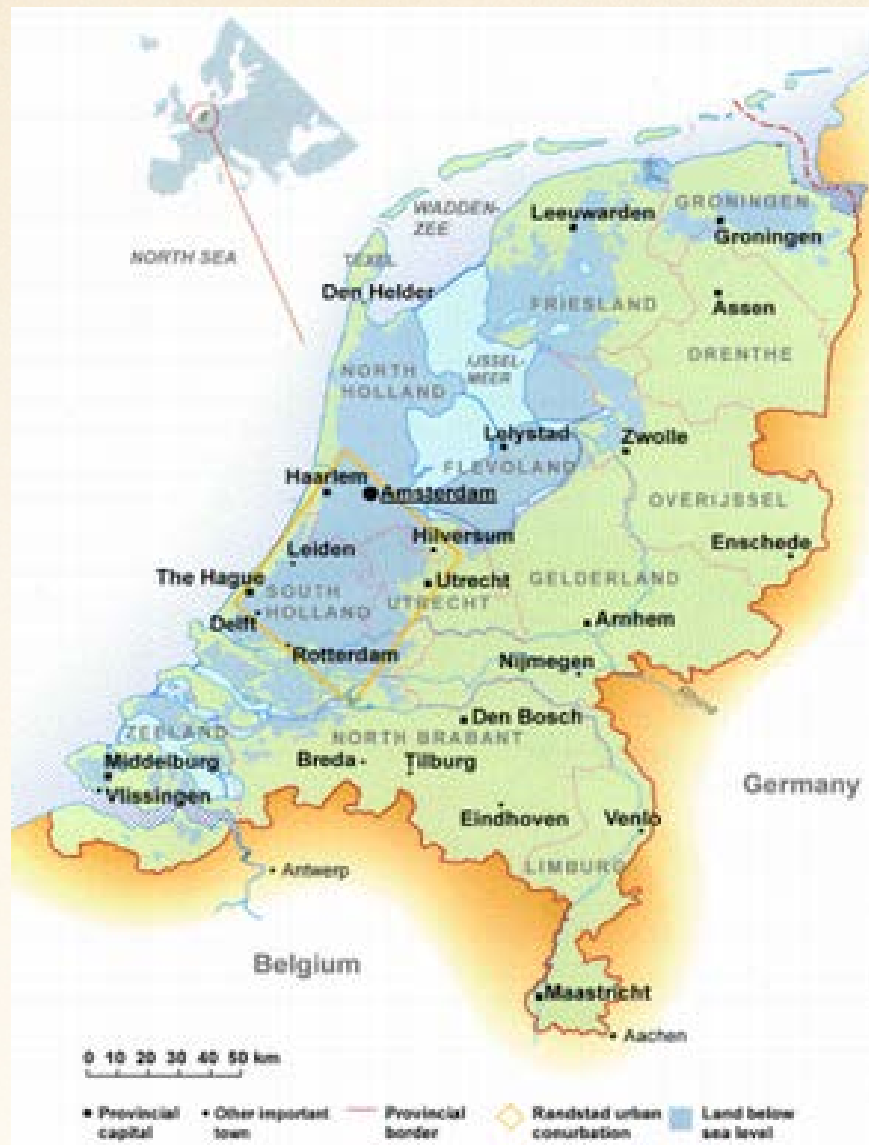 WADDEN-
ZEE
Leeuwarden
GRONINGEN
Groningen
NORTH SEA
TEXEL
Den Helder
FRIESLAND
Assen
DRENTHE
NORTH
HOLLAND
IJSSEL-
MEER
Lelystad
Zwolle
FLEVOLAND
Haarlem
Amsterdam
OVERIJSSEL
Hilversum
Enschede
Leiden
The Hague
SOUTH
HOLLAND
Utrecht
UTRECHT
GELDERLAND
Delft
Arnhem
Rotterdam
Nijmegen
Rhine
ZEELAND
Den Bosch
NORTH BRABANT
Middelburg
Breda
Tilburg
Vlissingen
Germany
Eindhoven
Venlo
LIMBURG
Antwerp
Belgium
Maastricht
Aachen
0 10 20 30 40 50 km
Provincial
capital
Other important
town
Provincial
border
Randstad urban
conurbation
Land below
sea level